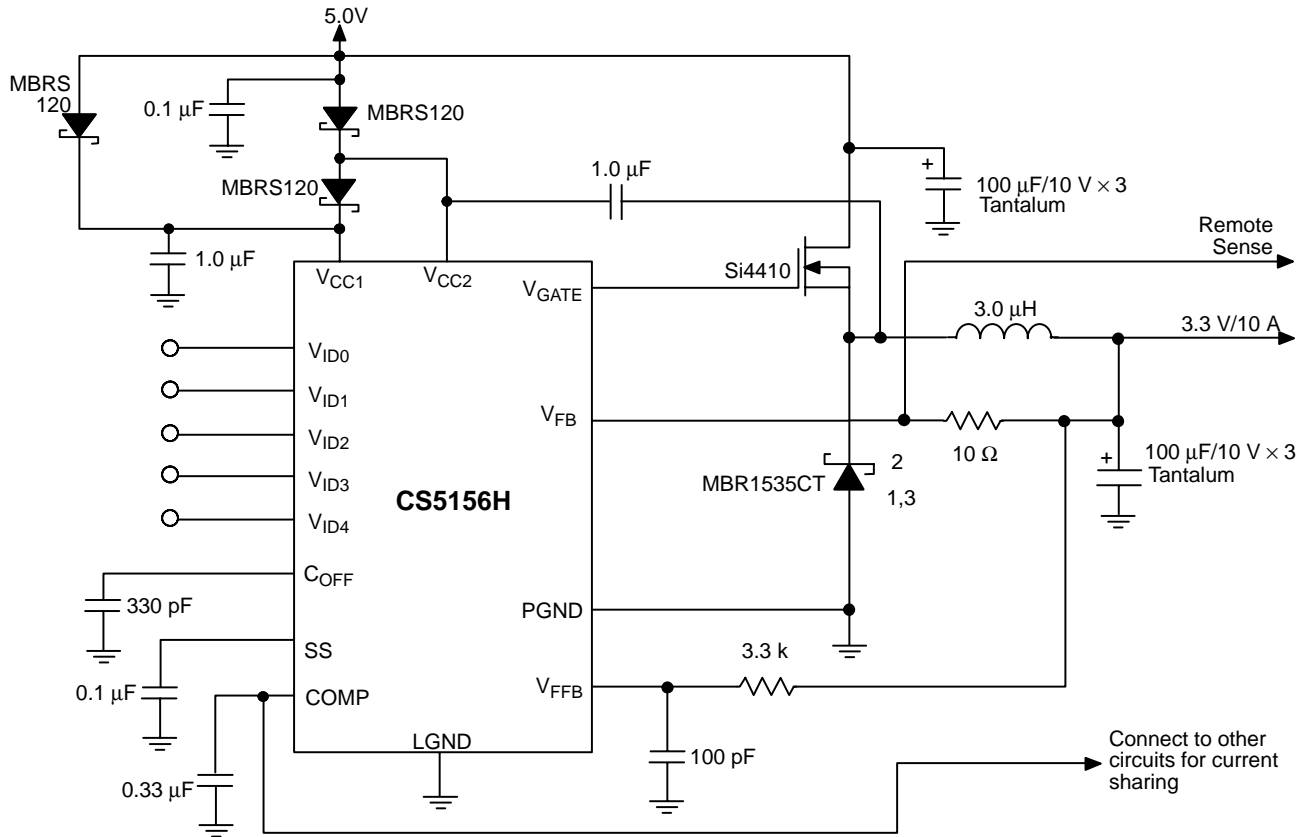 5.0V
MBRS
120
0.1 μF
MBRS120
MBRS120
1.0 μF
+
100 μF/10 V × 3
Tantalum
1.0 μF
Remote
Sense
VCC1
VCC2
VGATE
Si4410
3.0 μH
3.3 V/10 A
VID0
VID1
VID2
VID3
VID4
VFB
10 Ω
+
100 μF/10 V × 3
Tantalum
CS5156H
MBR1535CT
2
1,3
COFF
330 pF
PGND
SS
0.1 μF
3.3 k
COMP
VFFB
LGND
100 pF
0.33 μF
Connect to other
circuits for current
sharing